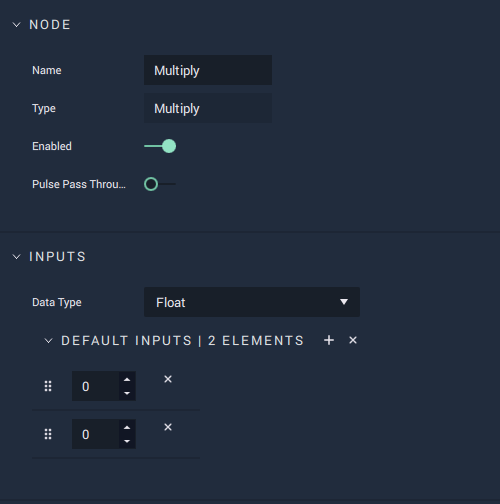 NODE
Name Multiply
Type Multiply
Enabled
Pulse Pass Throu...
INPUTS
Data Type Float
DEFAULT INPUTS | 2 ELEMENTS
0
0